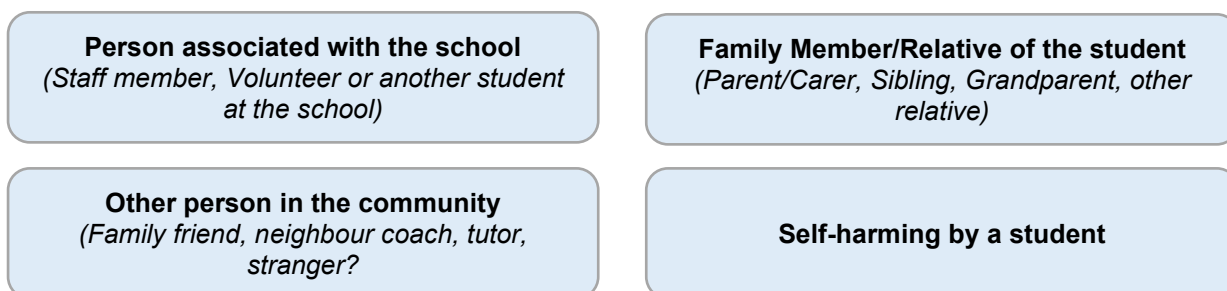 Person associated with the school
(Staff member, Volunteer or another student
at the school)
Family Member/Relative of the student
(Parent/Carer, Sibling, Grandparent, other
relative)
Other person in the community
(Family friend, neighbour coach, tutor,
stranger?
Self-harming by a student